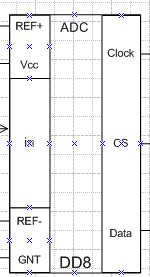 REF+
ADC
Clock
Vcc
in
CS
REF-
Data
GNT
DD8